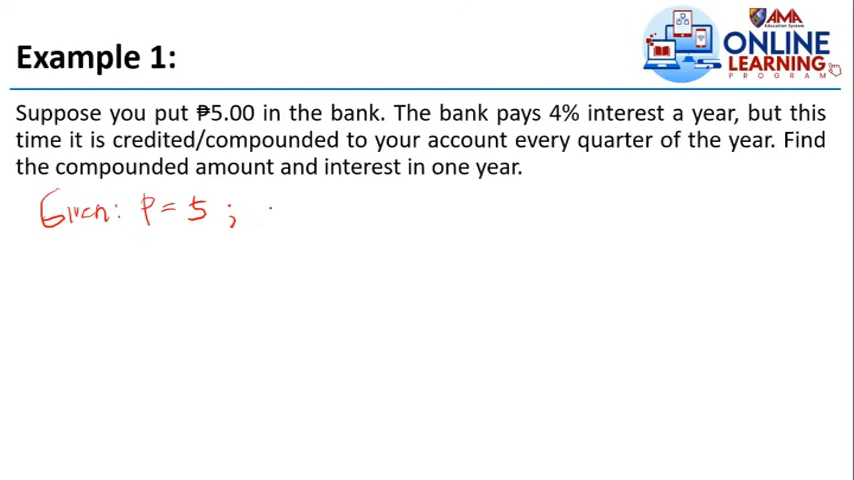 Example 1:
AMA
Education System
ONLINE
LEARNING
PROGRAM
Suppose you put ₱5.00 in the bank. The bank pays 4% interest a year, but this
time it is credited/compounded to your account every quarter of the year. Find
the compounded amount and interest in one year.
Given: P = 5 ;